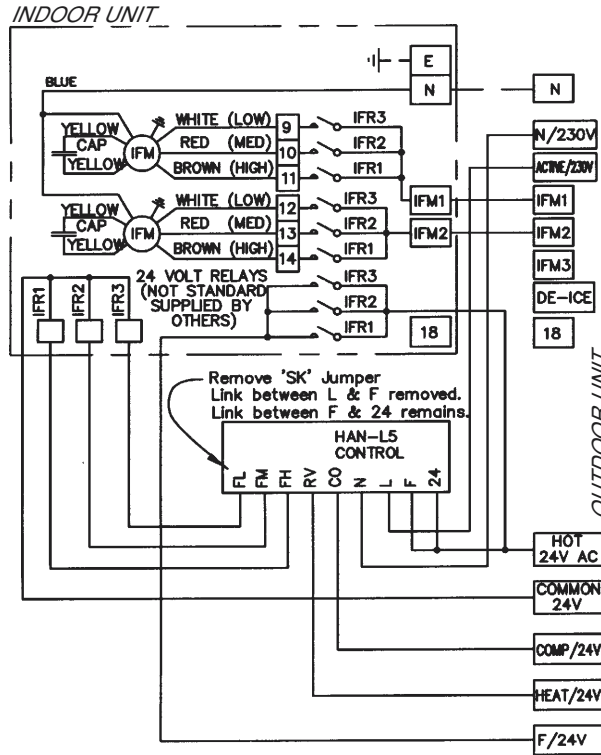 INDOOR UNIT
E
BLUE
N
N
WHITE (LOW)
9
IFR3
YELLOW
CAP
YELLOW
IFM
RED (MED)
10
IFR2
BROWN (HIGH)
11
IFR1
N/230V
ACTIVE/230V
WHITE (LOW)
12
IFR3
IFM1
IFM1
YELLOW
CAP
YELLOW
IFM
RED (MED)
13
IFR2
IFM2
IFM2
BROWN (HIGH)
14
IFR1
IFM3
IFR1
IFR2
IFR3
24 VOLT RELAYS
(NOT STANDARD
SUPPLIED BY
OTHERS)
IFR3
IFR2
IFR1
DE-ICE
18
18
Remove 'SK' Jumper
Link between L & F removed.
Link between F & 24 remains.
OUTDOOR UNIT
HAN-L5
CONTROL
FL
FM
FH
RV
CO
N
L
F
24
HOT
24V AC
COMMON
24V
COMP/24V
HEAT/24V
F/24V